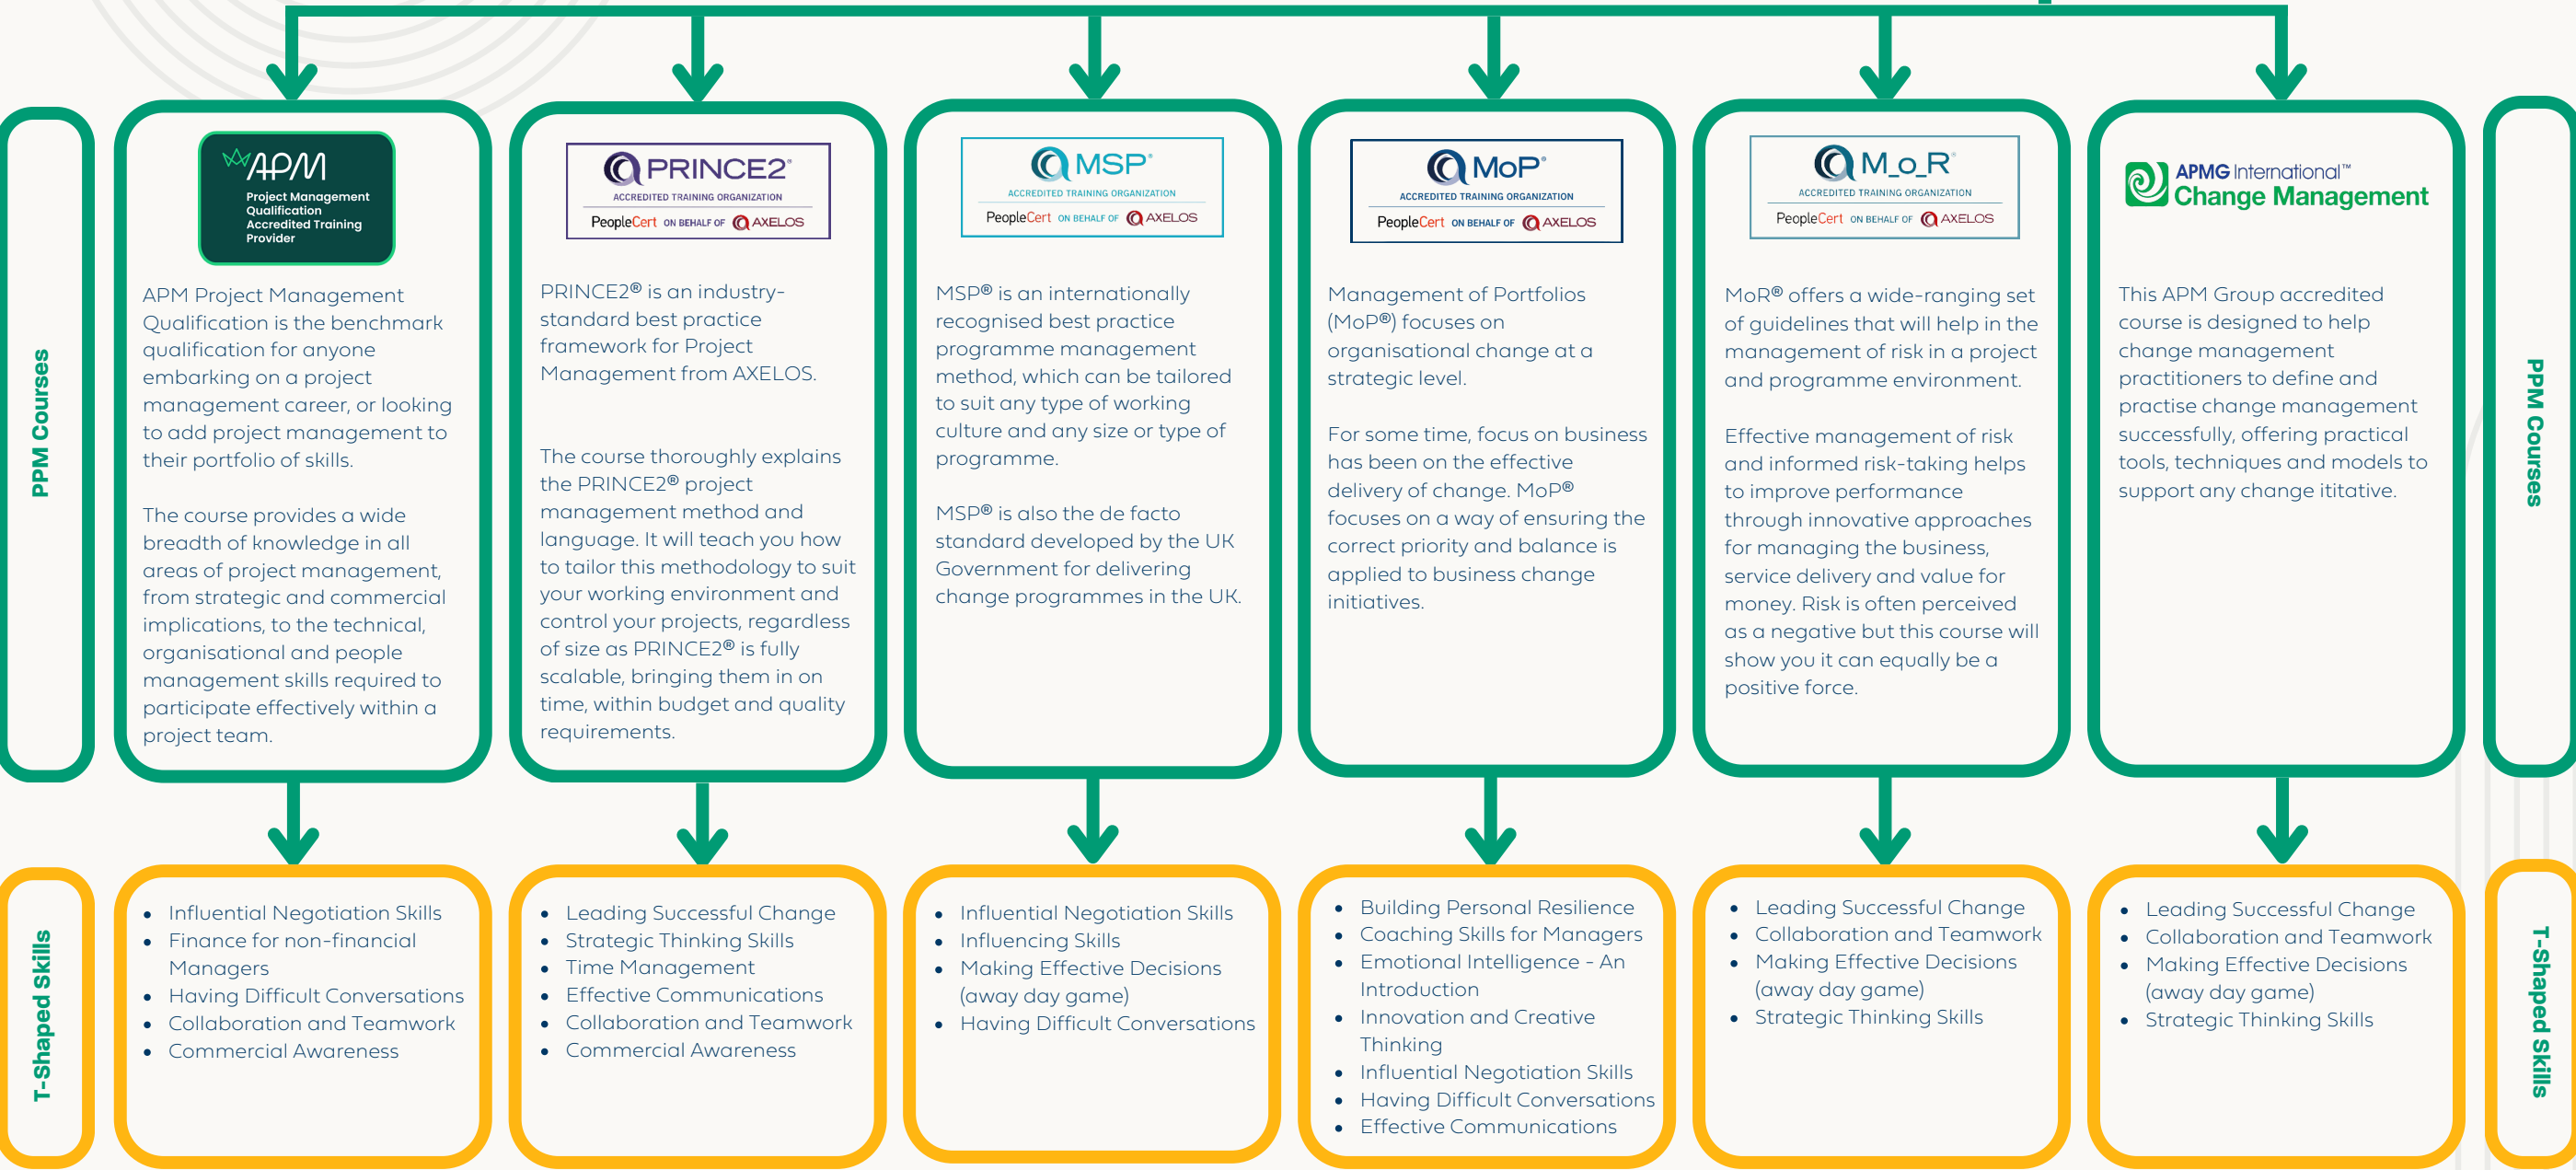 PPM Courses
APM
Project Management
Qualification
Accredited Training
Provider
APM Project Management
Qualification is the benchmark
qualification for anyone
embarking on a project
management career, or looking
to add project management to
their portfolio of skills.
The course provides a wide
breadth of knowledge in all
areas of project management,
from strategic and commercial
implications, to the technical,
organisational and people
management skills required to
participate effectively within a
project team.
PRINCE2®
ACCREDITED TRAINING ORGANIZATION
PeopleCert ON BEHALF OF AXELOS
PRINCE2® is an industry-
standard best practice
framework for Project
Management from AXELOS.
The course thoroughly explains
the PRINCE2® project
management method and
language. It will teach you how
to tailor this methodology to suit
your working environment and
control your projects, regardless
of size as PRINCE2® is fully
scalable, bringing them in on
time, within budget and quality
requirements.
MSP®
ACCREDITED TRAINING ORGANIZATION
PeopleCert ON BEHALF OF AXELOS
MSP® is an internationally
recognised best practice
programme management
method, which can be tailored
to suit any type of working
culture and any size or type of
programme.
MSP® is also the de facto
standard developed by the UK
Government for delivering
change programmes in the UK.
MoP®
ACCREDITED TRAINING ORGANIZATION
PeopleCert ON BEHALF OF AXELOS
Management of Portfolios
(MoP®) focuses on
organisational change at a
strategic level.
For some time, focus on business
has been on the effective
delivery of change. MoP®
focuses on a way of ensuring the
correct priority and balance is
applied to business change
initiatives.
M_o_R®
ACCREDITED TRAINING ORGANIZATION
PeopleCert ON BEHALF OF AXELOS
MoR® offers a wide-ranging set
of guidelines that will help in the
management of risk in a project
and programme environment.
Effective management of risk
and informed risk-taking helps
to improve performance
through innovative approaches
for managing the business,
service delivery and value for
money. Risk is often perceived
as a negative but this course will
show you it can equally be a
positive force.
APMG International™
Change Management
This APM Group accredited
course is designed to help
change management
practitioners to define and
practise change management
successfully, offering practical
tools, techniques and models to
support any change ititative.
PPM Courses
T-Shaped Skills
• Influential Negotiation Skills
• Finance for non-financial
Managers
• Having Difficult Conversations
• Collaboration and Teamwork
• Commercial Awareness
• Leading Successful Change
• Strategic Thinking Skills
• Time Management
• Effective Communications
• Collaboration and Teamwork
• Commercial Awareness
• Influential Negotiation Skills
• Influencing Skills
• Making Effective Decisions
(away day game)
• Having Difficult Conversations
• Building Personal Resilience
• Coaching Skills for Managers
• Emotional Intelligence - An
Introduction
• Innovation and Creative
Thinking
• Influential Negotiation Skills
• Having Difficult Conversations
• Effective Communications
• Leading Successful Change
• Collaboration and Teamwork
• Making Effective Decisions
(away day game)
• Strategic Thinking Skills
• Leading Successful Change
• Collaboration and Teamwork
• Making Effective Decisions
(away day game)
• Strategic Thinking Skills
T-Shaped Skills